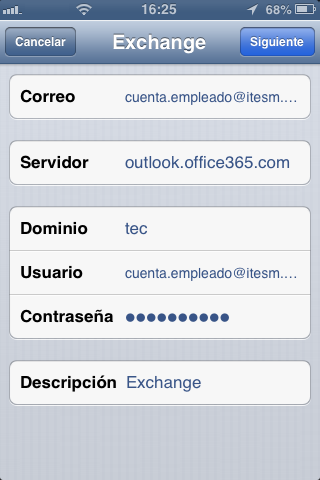 16:25 68%
Cancelar Exchange Siguiente
Correo cuenta.empleado@itesm....
Servidor outlook.office365.com
Dominio tec
Usuario cuenta.empleado@itesm....
Contraseña ●●●●●●●●●●
Descripción Exchange